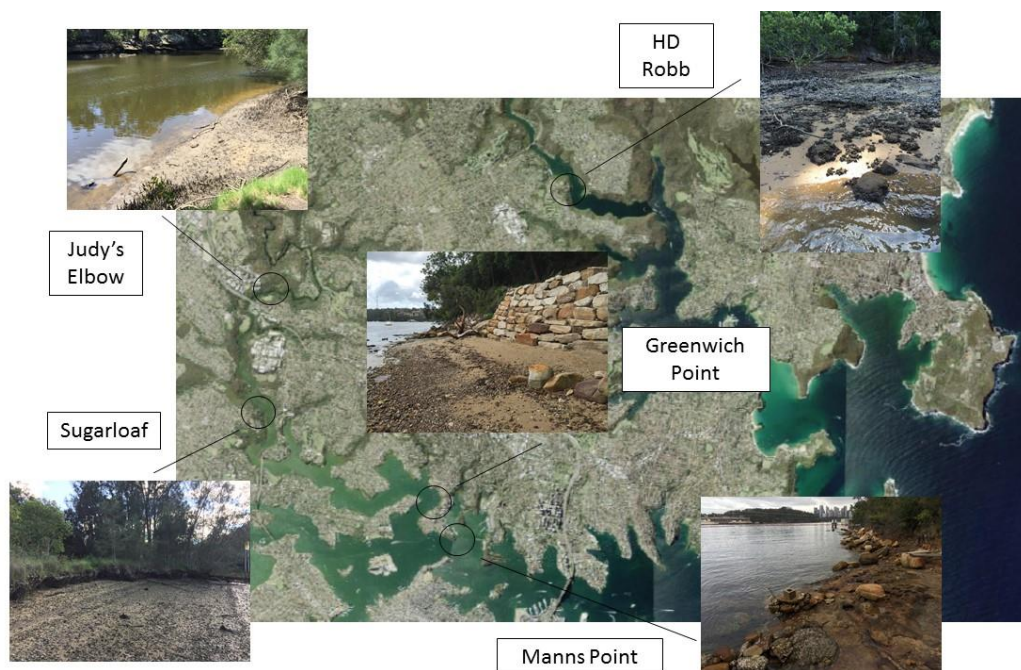 HD
Robb
Judy's
Elbow
Greenwich
Point
Sugarloaf
Manns Point